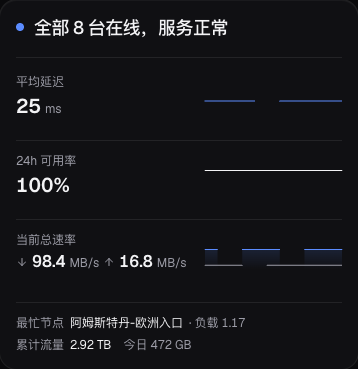 全部 8 台在线，服务正常
平均延迟
25 ms
24h 可用率
100%
当前总速率
↓ 98.4 MB/s ↑ 16.8 MB/s
最忙节点 阿姆斯特丹-欧洲入口 · 负载 1.17
累计流量 2.92 TB 今日 472 GB